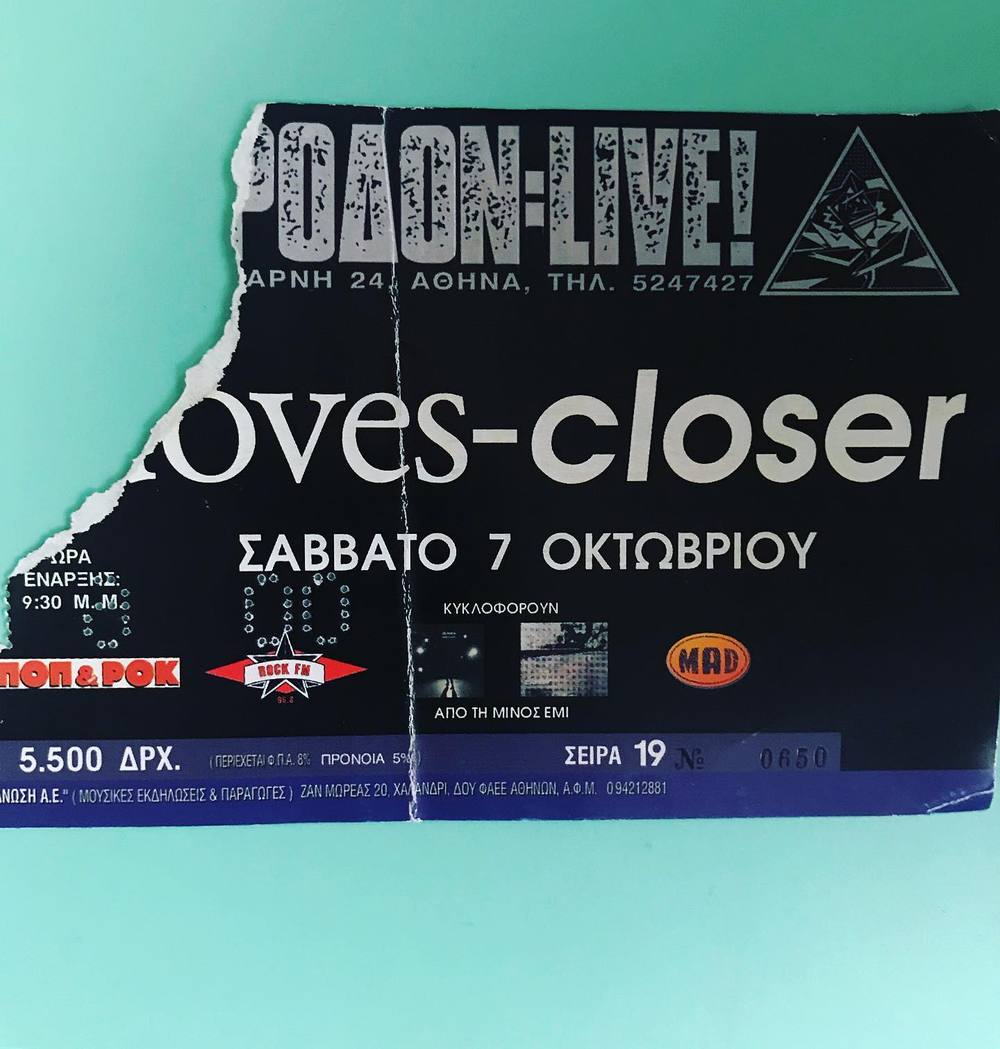 ΡΟΔΟΝ:LIVE!
ΑΡΝΗ 24, ΑΘΗΝΑ, ΤΗΛ. 5247427
oves-closer
ΣΑΒΒΑΤΟ 7 ΟΚΤΩΒΡΙΟΥ
ΩΡΑ
ΕΝΑΡΞΗΣ:
9:30 Μ.Μ.
00
ΚΥΚΛΟΦΟΡΟΥΝ
ΠΟΠ&ΡΟΚ
ROCK FM
MAD
ΑΠΟ ΤΗ ΜΙΝΟΣ ΕΜΙ
5.500 ΔΡΧ.
(ΠΕΡΙΕΧΕΤΑΙ Φ.Π.Α. 8% ΠΡΟΝΟΙΑ 5%)
ΣΕΙΡΑ 19 № 0650
ΝΩΣΗ Α.Ε." (ΜΟΥΣΙΚΕΣ ΕΚΔΗΛΩΣΕΙΣ & ΠΑΡΑΓΩΓΕΣ) ΖΑΝ ΜΩΡΕΑΣ 20, ΧΑΛΑΝΔΡΙ, ΔΟΥ ΦΑΕΕ ΑΘΗΝΩΝ, Α.Φ.Μ. 094212881